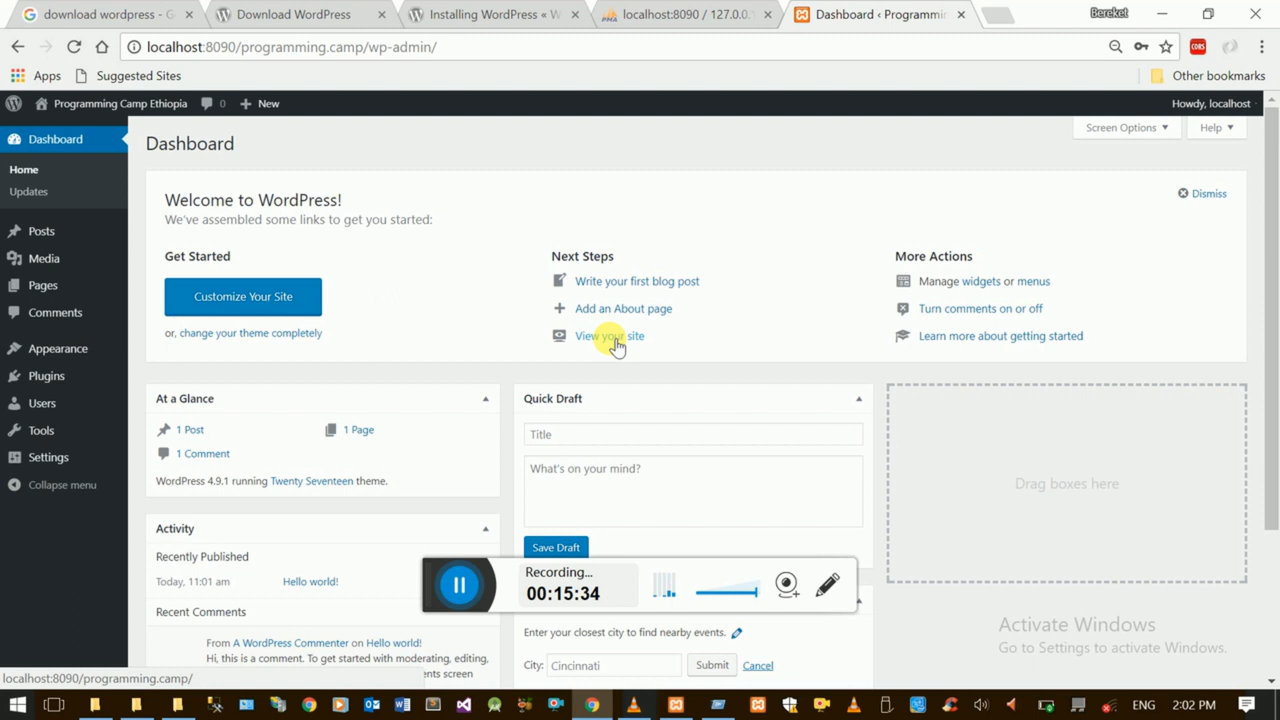 download wordpress - G
Download WordPress
Installing WordPress « W
localhost:8090 / 127.0.0.
Dashboard ‹ Programmin
Bereket
localhost:8090/programming.camp/wp-admin/
CORS
Apps
Suggested Sites
Other bookmarks
Programming Camp Ethiopia
0
New
Howdy, localhost
Dashboard
Home
Updates
Posts
Media
Pages
Comments
Appearance
Plugins
Users
Tools
Settings
Collapse menu
Dashboard
Screen Options
Help
Welcome to WordPress!
We've assembled some links to get you started:
Dismiss
Get Started
Customize Your Site
or, change your theme completely
Next Steps
Write your first blog post
Add an About page
View your site
More Actions
Manage widgets or menus
Turn comments on or off
Learn more about getting started
At a Glance
1 Post
1 Page
1 Comment
WordPress 4.9.1 running Twenty Seventeen theme.
Activity
Recently Published
Today, 11:01 am
Hello world!
Recent Comments
From A WordPress Commenter on Hello world!
Hi, this is a comment. To get started with moderating, editing,
ents screen
Quick Draft
Title
What's on your mind?
Save Draft
Drag boxes here
Recording...
00:15:34
Enter your closest city to find nearby events.
City:
Cincinnati
Submit
Cancel
Activate Windows
Go to Settings to activate Windows.
localhost:8090/programming.camp/
ENG
2:02 PM